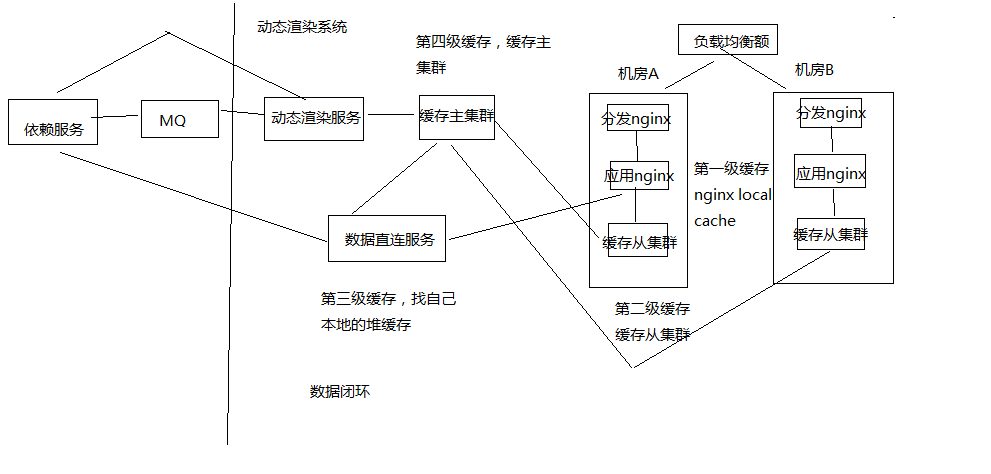 动态渲染系统
第四级缓存，缓存主
集群
负载均衡额
机房A
机房B
依赖服务
MQ
动态渲染服务
缓存主集群
分发nginx
应用nginx
缓存从集群
第一级缓存
nginx local
cache
分发nginx
应用nginx
缓存从集群
数据直连服务
第三级缓存，找自己
本地的堆缓存
第二级缓存
缓存从集群
数据闭环